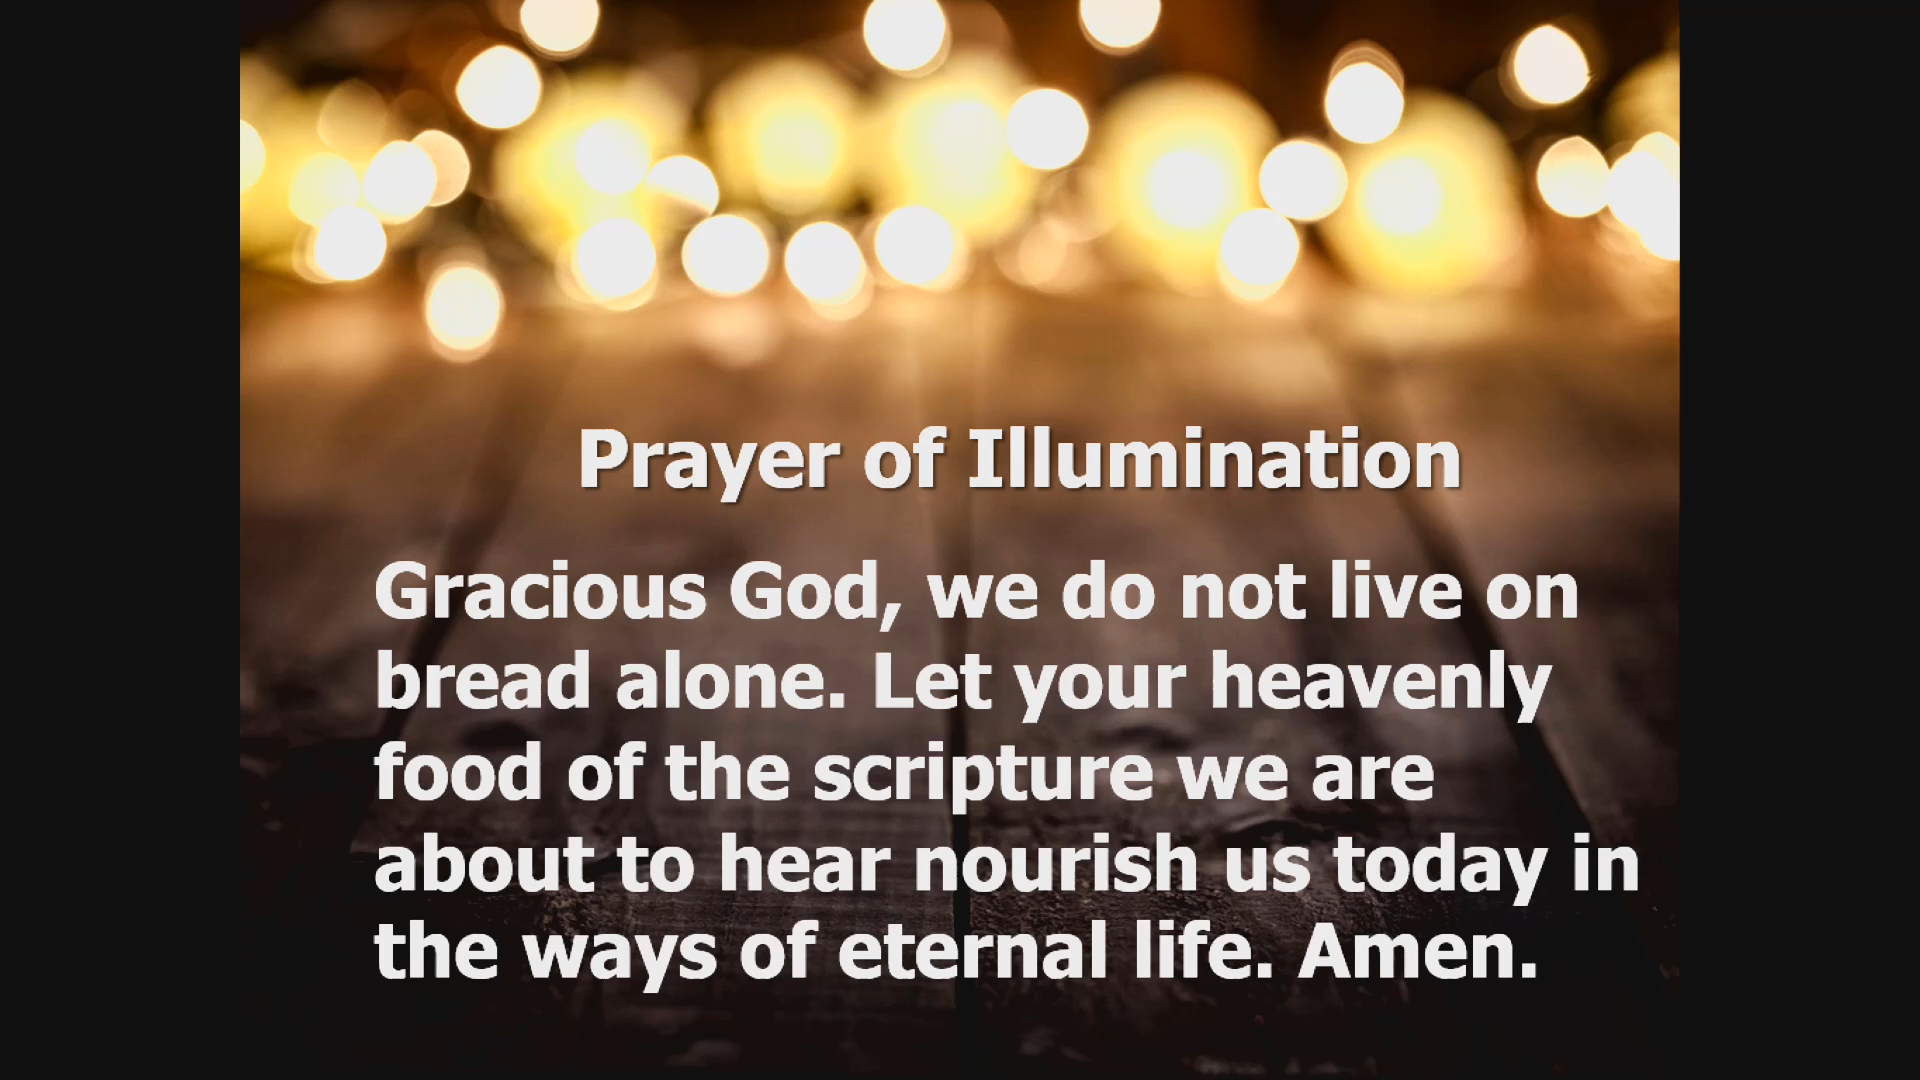 Prayer of Illumination
Gracious God, we do not live on
bread alone. Let your heavenly
food of the scripture we are
about to hear nourish us today in
the ways of eternal life. Amen.